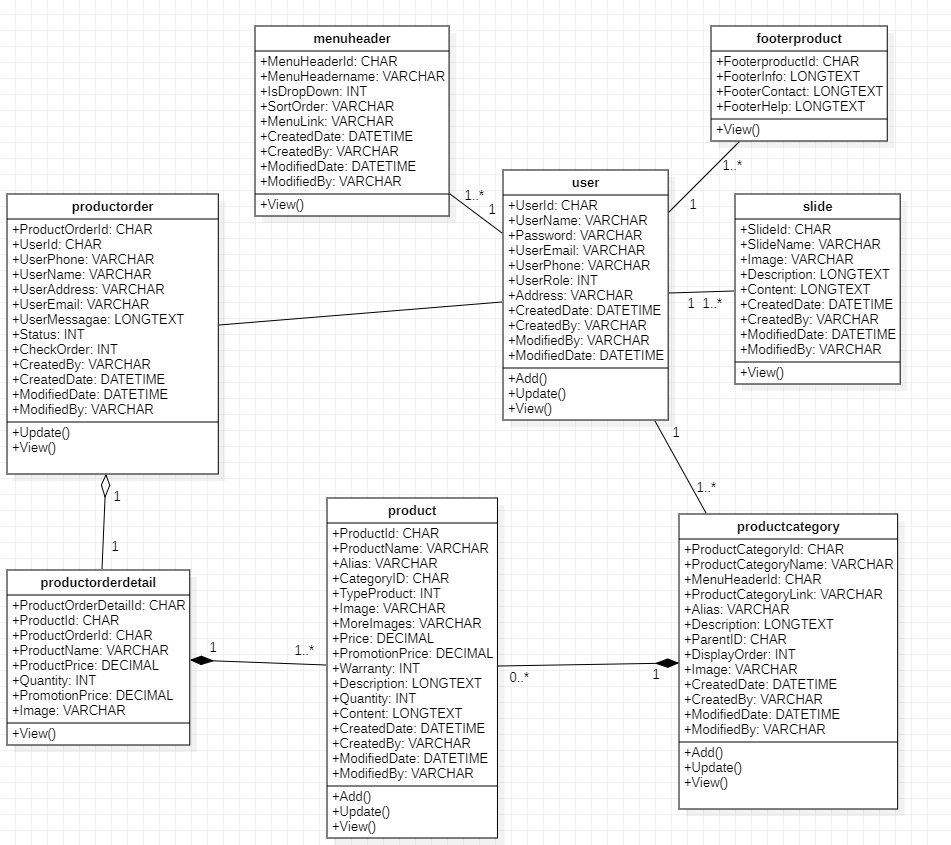 menuheader
+MenuHeaderId: CHAR
+MenuHeadername: VARCHAR
+IsDropDown: INT
+SortOrder: VARCHAR
+MenuLink: VARCHAR
+CreatedDate: DATETIME
+CreatedBy: VARCHAR
+ModifiedDate: DATETIME
+ModifiedBy: VARCHAR
+View()
footerproduct
+FooterproductId: CHAR
+FooterInfo: LONGTEXT
+FooterContact: LONGTEXT
+FooterHelp: LONGTEXT
+View()
1..*
1
1..*
1
user
+UserId: CHAR
+UserName: VARCHAR
+Password: VARCHAR
+UserEmail: VARCHAR
+UserPhone: VARCHAR
+UserRole: INT
+Address: VARCHAR
+CreatedDate: DATETIME
+CreatedBy: VARCHAR
+ModifiedBy: VARCHAR
+ModifiedDate: DATETIME
+Add()
+Update()
+View()
1 1..*
slide
+SlideId: CHAR
+SlideName: VARCHAR
+Image: VARCHAR
+Description: LONGTEXT
+Content: LONGTEXT
+CreatedDate: DATETIME
+CreatedBy: VARCHAR
+ModifiedDate: DATETIME
+ModifiedBy: VARCHAR
+View()
productorder
+ProductOrderId: CHAR
+UserId: CHAR
+UserPhone: VARCHAR
+UserName: VARCHAR
+UserAddress: VARCHAR
+UserEmail: VARCHAR
+UserMessagae: LONGTEXT
+Status: INT
+CheckOrder: INT
+CreatedBy: VARCHAR
+CreatedDate: DATETIME
+ModifiedDate: DATETIME
+ModifiedBy: VARCHAR
+Update()
+View()
1
1
1
1..*
productorderdetail
+ProductOrderDetailId: CHAR
+ProductId: CHAR
+ProductOrderId: CHAR
+ProductName: VARCHAR
+ProductPrice: DECIMAL
+Quantity: INT
+PromotionPrice: DECIMAL
+Image: VARCHAR
+View()
1
1..*
product
+ProductId: CHAR
+ProductName: VARCHAR
+Alias: VARCHAR
+CategoryID: CHAR
+TypeProduct: INT
+Image: VARCHAR
+MoreImages: VARCHAR
+Price: DECIMAL
+PromotionPrice: DECIMAL
+Warranty: INT
+Description: LONGTEXT
+Quantity: INT
+Content: LONGTEXT
+CreatedDate: DATETIME
+CreatedBy: VARCHAR
+ModifiedDate: DATETIME
+ModifiedBy: VARCHAR
+Add()
+Update()
+View()
0..*
1
productcategory
+ProductCategoryId: CHAR
+ProductCategoryName: VARCHAR
+MenuHeaderId: CHAR
+ProductCategoryLink: VARCHAR
+Alias: VARCHAR
+Description: LONGTEXT
+ParentID: CHAR
+DisplayOrder: INT
+Image: VARCHAR
+CreatedDate: DATETIME
+CreatedBy: VARCHAR
+ModifiedDate: DATETIME
+ModifiedBy: VARCHAR
+Add()
+Update()
+View()